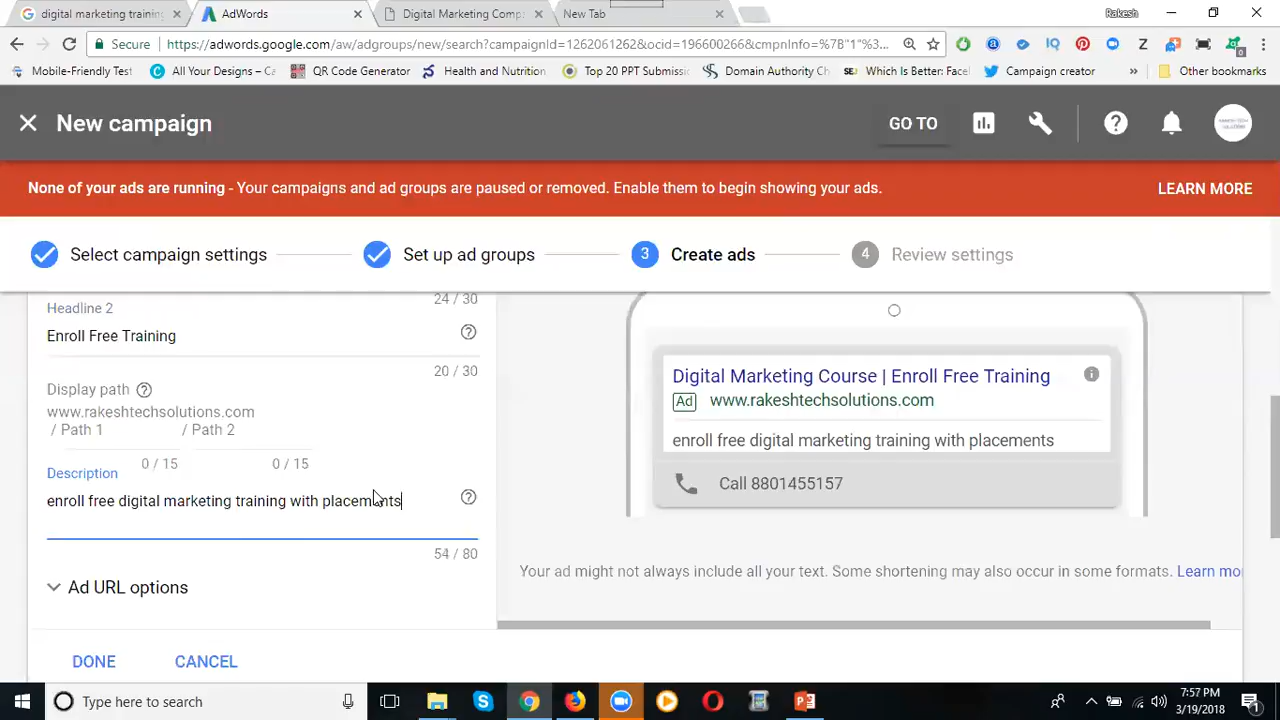 digital marketing training
AdWords
Digital Marketing Comp
New Tab
Rakesh
Secure
https://adwords.google.com/aw/adgroups/new/search?campaignId=1262061262&ocid=196600266&cmpnInfo=%7B"1"%3...
Mobile-Friendly Test
All Your Designs – Ca
QR Code Generator
Health and Nutrition
Top 20 PPT Submissic
Domain Authority Ch
Which Is Better: Facel
Campaign creator
»
Other bookmarks
New campaign
GO TO
None of your ads are running - Your campaigns and ad groups are paused or removed. Enable them to begin showing your ads.
LEARN MORE
Select campaign settings
Set up ad groups
3 Create ads
4 Review settings
24 / 30
Headline 2
Enroll Free Training
20 / 30
Display path
www.rakeshtechsolutions.com
/ Path 1 / Path 2
0 / 15 0 / 15
Description
enroll free digital marketing training with placements
54 / 80
Ad URL options
DONE CANCEL
Digital Marketing Course | Enroll Free Training
Ad www.rakeshtechsolutions.com
enroll free digital marketing training with placements
Call 8801455157
Your ad might not always include all your text. Some shortening may also occur in some formats. Learn mo
Type here to search
7:57 PM
3/19/2018